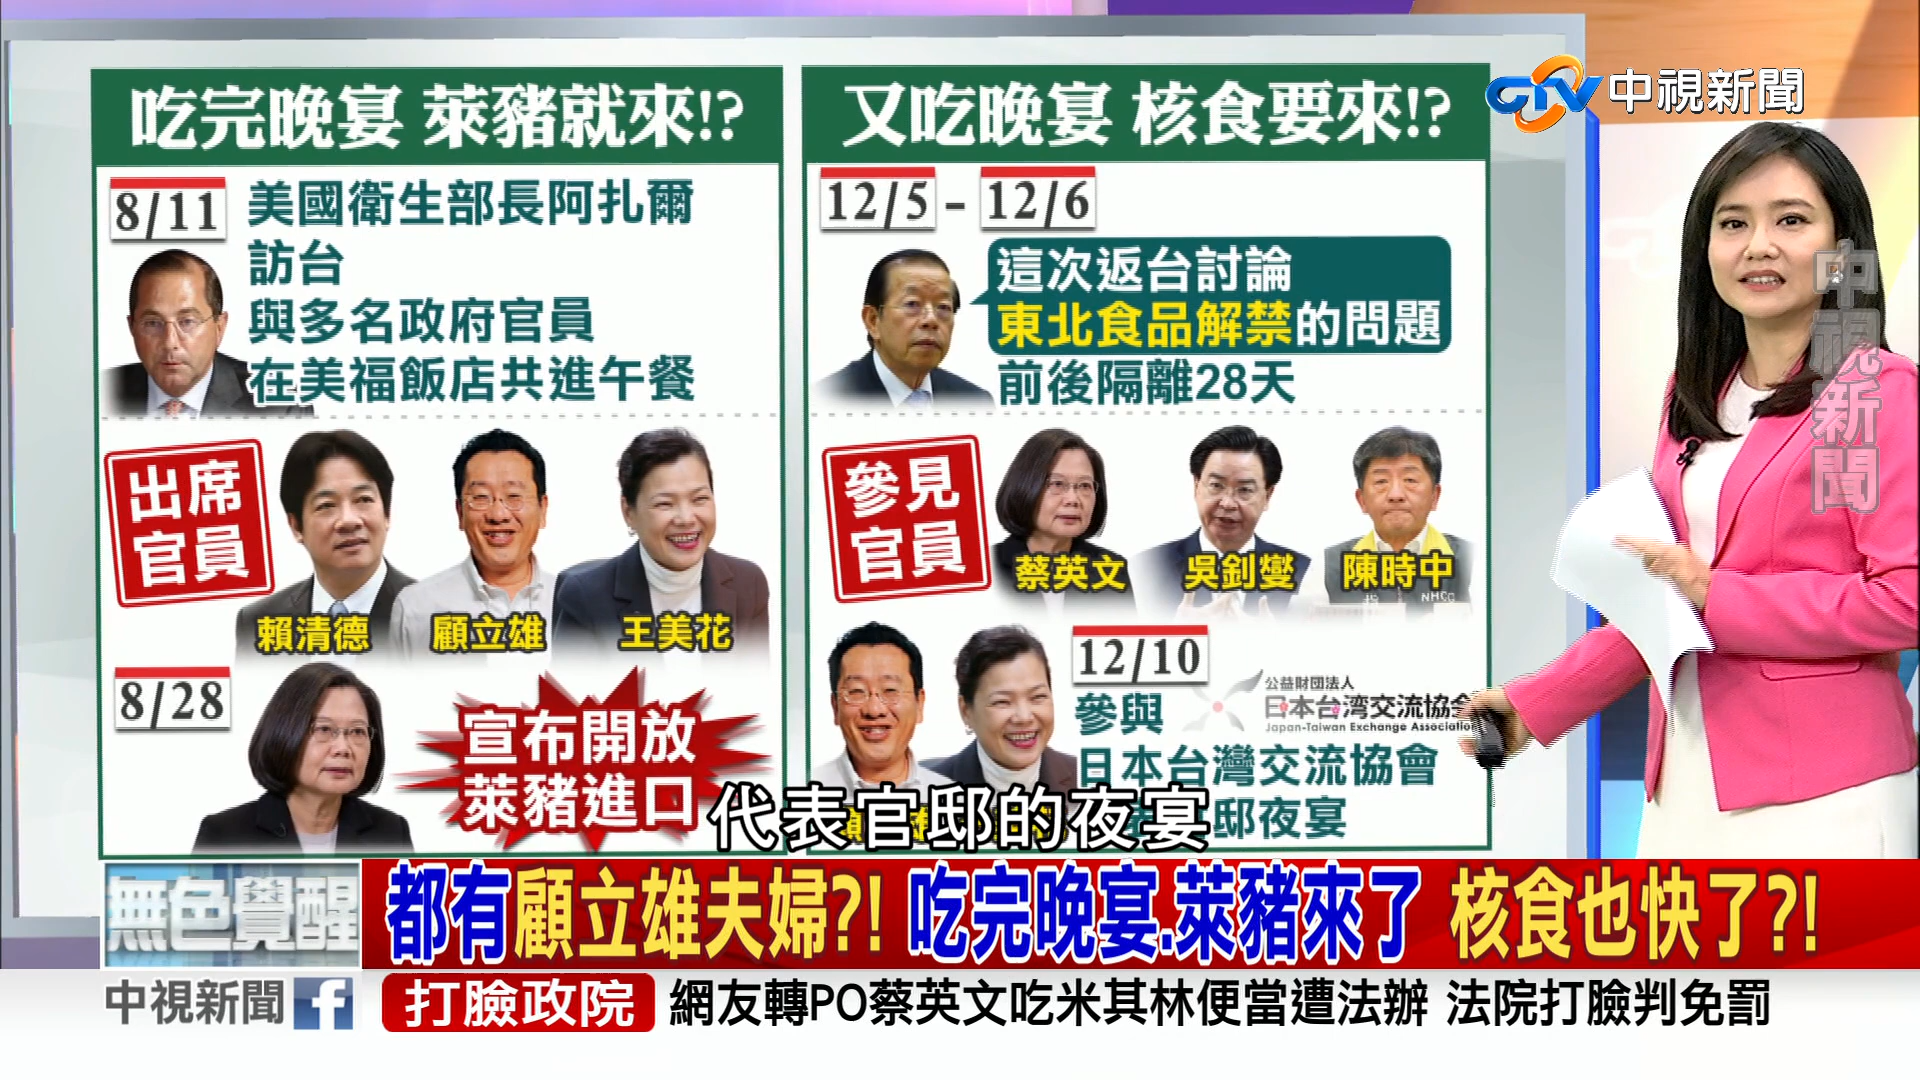 吃完晚宴 萊豬就來!?
8/11
美國衛生部長阿扎爾
訪台
與多名政府官員
在美福飯店共進午餐
出席
官員
賴清德
顧立雄
王美花
8/28
宣布開放
萊豬進口
又吃晚宴 核食要來!?
12/5 - 12/6
這次返台討論
東北食品解禁的問題
前後隔離28天
參見
官員
蔡英文
吳釗燮
陳時中
NHCC
12/10
參與
公益財団法人
日本台湾交流協会
Japan-Taiwan Exchange Association
日本台灣交流協會
邸夜宴
CTV 中視新聞
中視新聞
代表官邸的夜宴
無色覺醒
都有顧立雄夫婦?! 吃完晚宴.萊豬來了 核食也快了?!
中視新聞 f
打臉政院
網友轉PO蔡英文吃米其林便當遭法辦 法院打臉判免罰